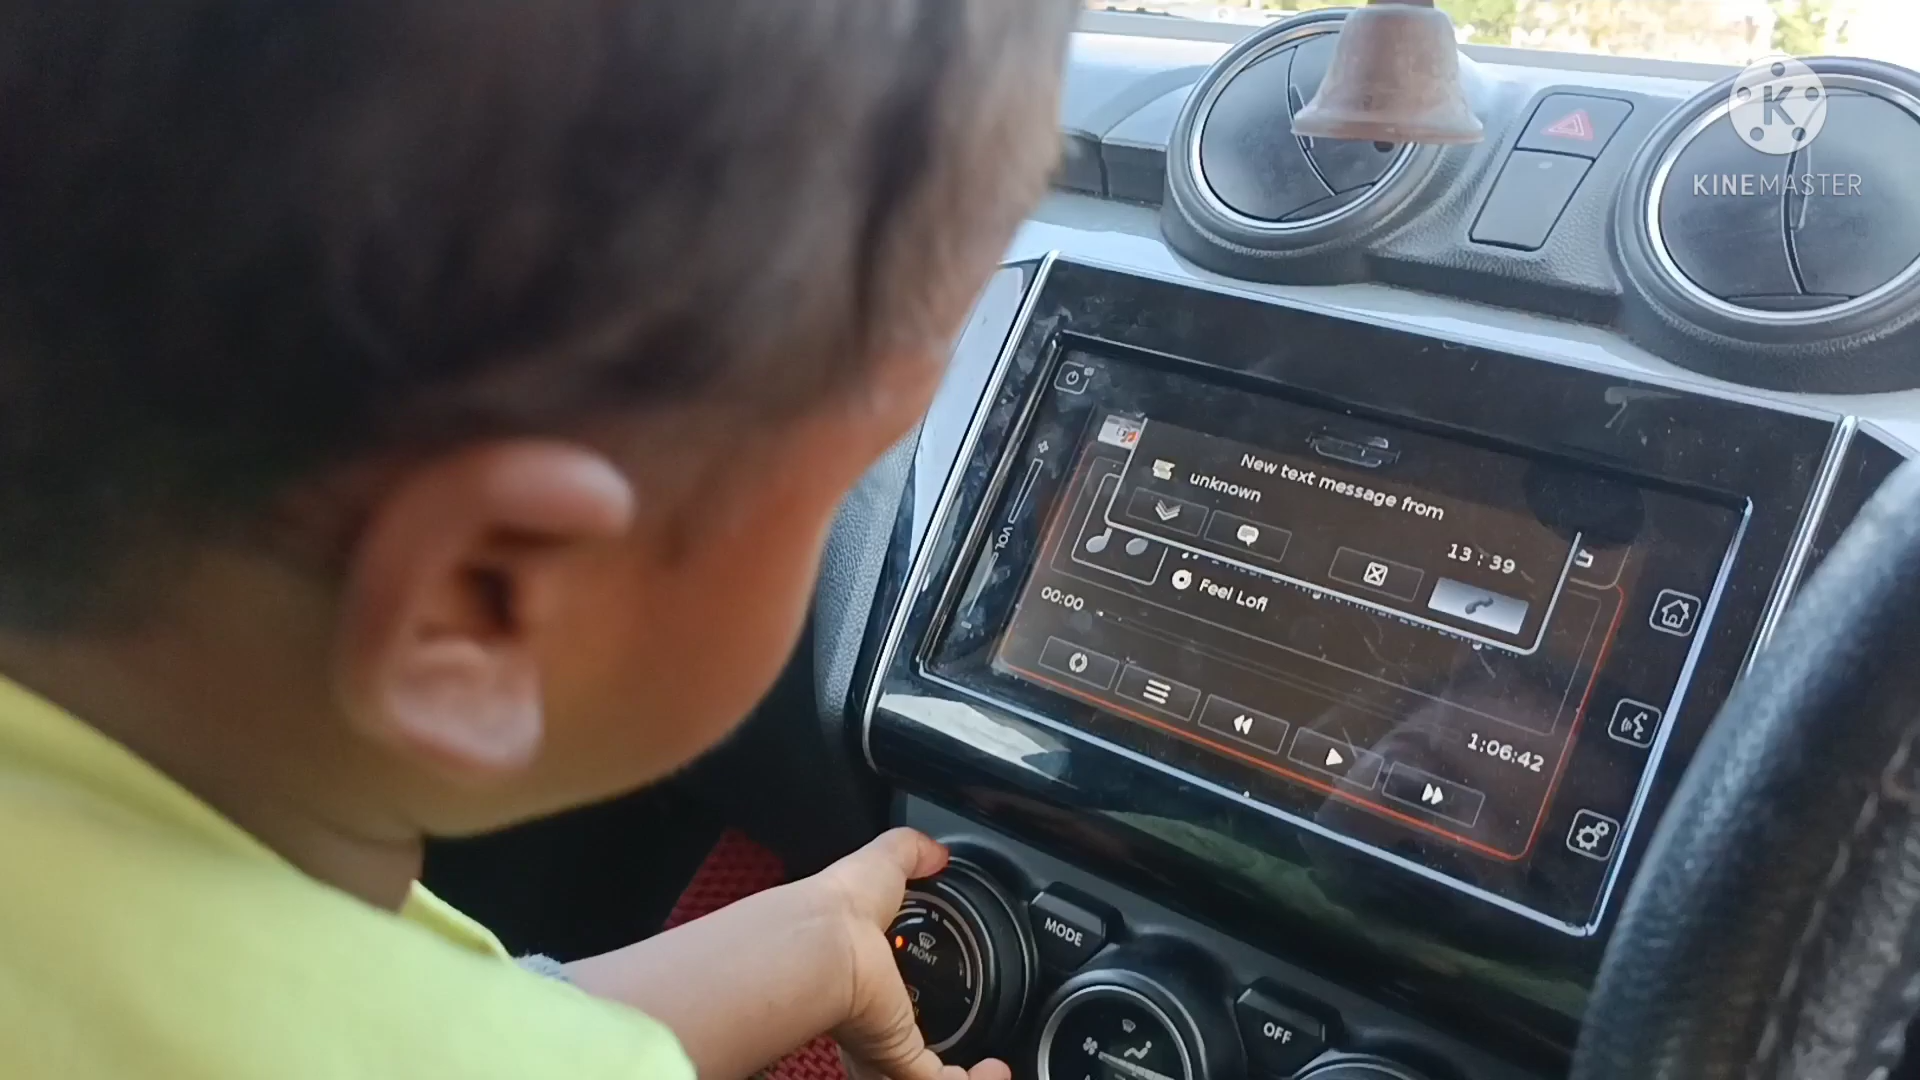 KINEMASTER
New text message from
unknown
13:39
Feel Lofi
00:00
1:06:42
VOL
MODE
FRONT
OFF